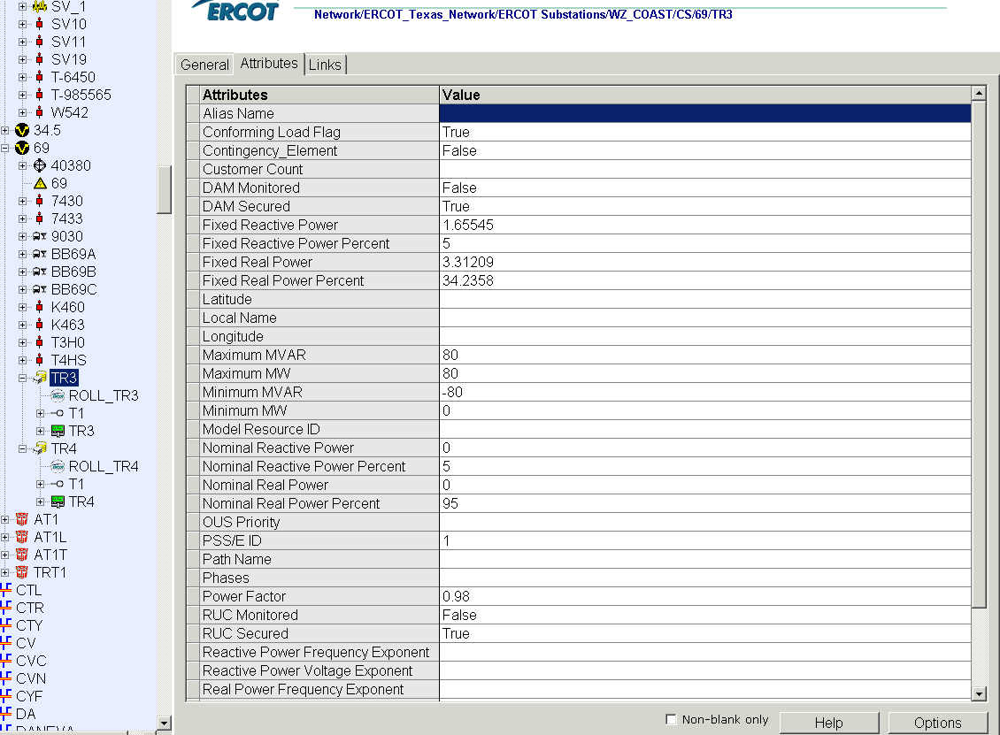 SV_1
SV10
SV11
SV19
T-6450
T-985565
W542
34.5
69
40380
69
7430
7433
9030
BB69A
BB69B
BB69C
K460
K463
T3H0
T4HS
TR3
ROLL_TR3
T1
TR3
TR4
ROLL_TR4
T1
TR4
AT1
AT1L
AT1T
TRT1
CTL
CTR
CTY
CV
CVC
CVN
CYF
DA
DANEVA
ERCOT
Network/ERCOT_Texas_Network/ERCOT Substations/WZ_COAST/CS/69/TR3
General Attributes Links
Attributes Value
Alias Name
Conforming Load Flag True
Contingency_Element False
Customer Count
DAM Monitored False
DAM Secured True
Fixed Reactive Power 1.65545
Fixed Reactive Power Percent 5
Fixed Real Power 3.31209
Fixed Real Power Percent 34.2358
Latitude
Local Name
Longitude
Maximum MVAR 80
Maximum MW 80
Minimum MVAR -80
Minimum MW 0
Model Resource ID
Nominal Reactive Power 0
Nominal Reactive Power Percent 5
Nominal Real Power 0
Nominal Real Power Percent 95
OUS Priority
PSS/E ID 1
Path Name
Phases
Power Factor 0.98
RUC Monitored False
RUC Secured True
Reactive Power Frequency Exponent
Reactive Power Voltage Exponent
Real Power Frequency Exponent
Non-blank only Help Options